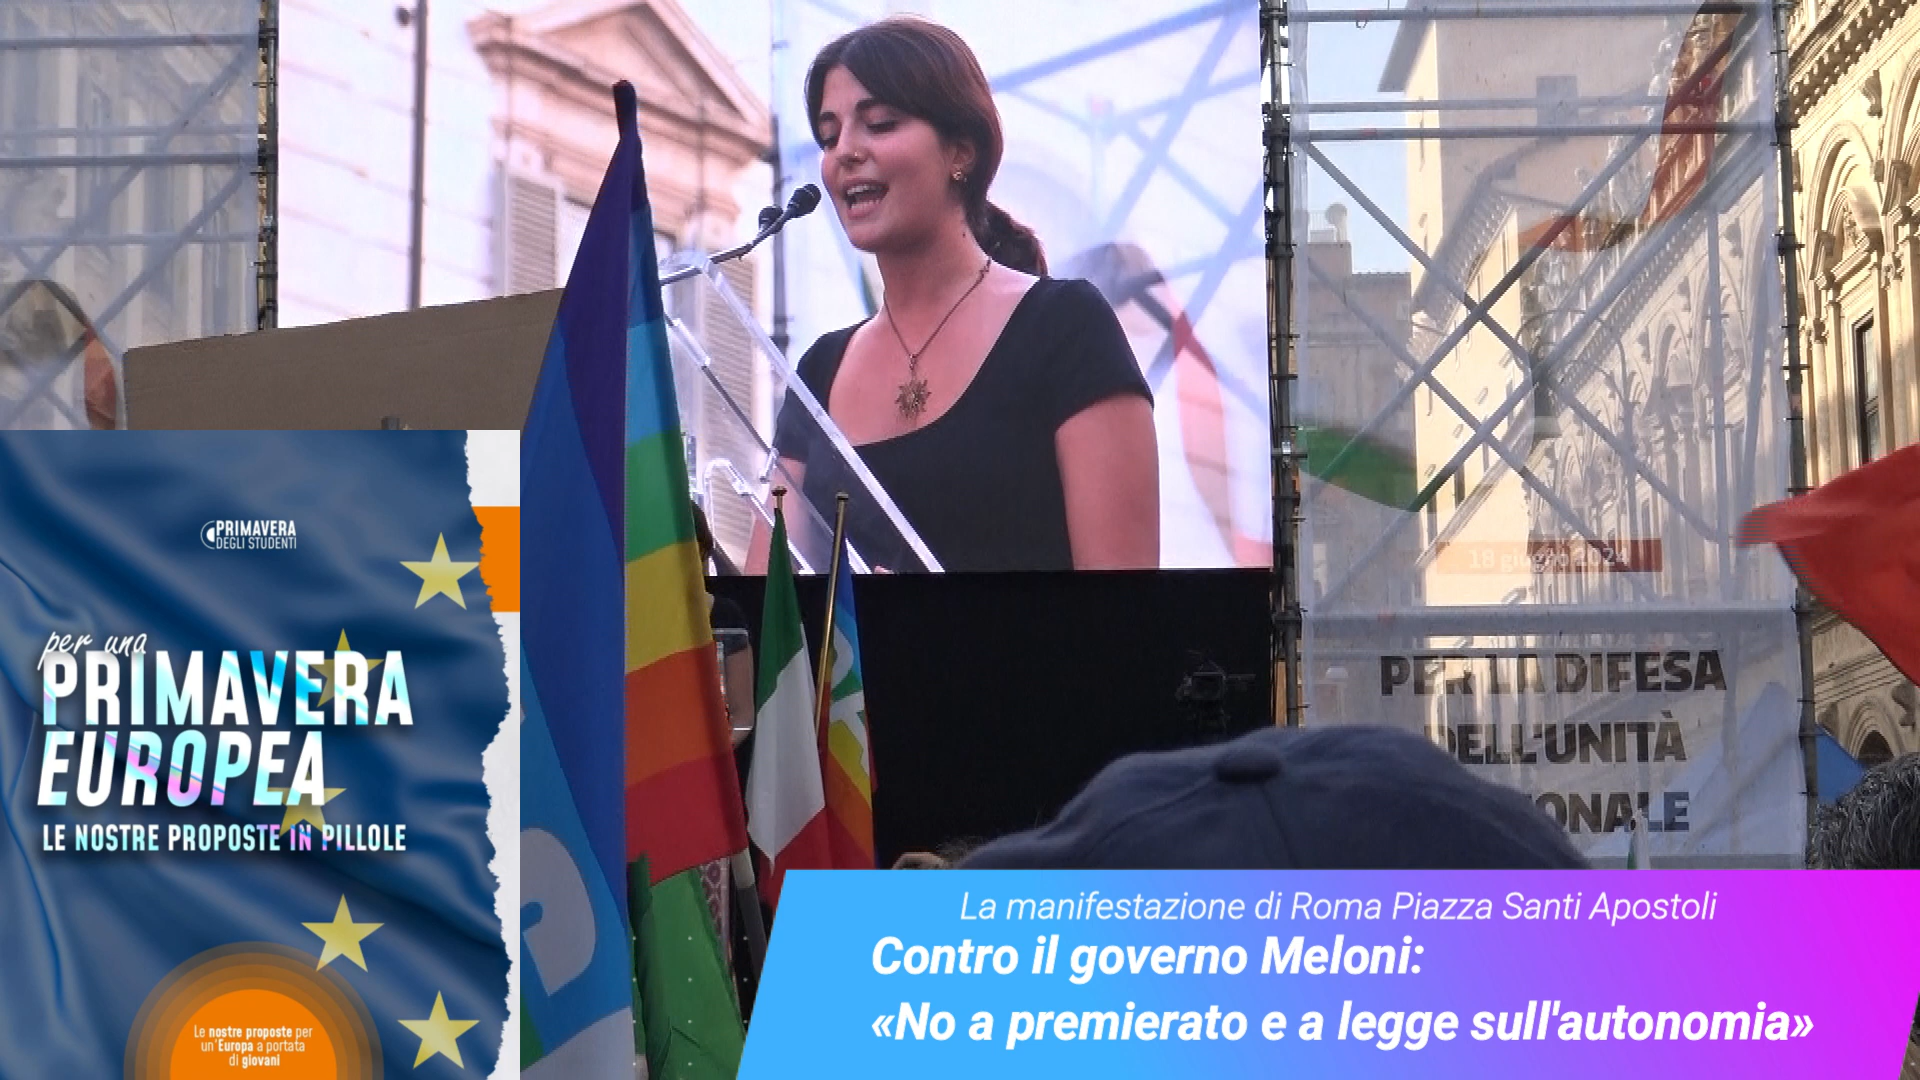 18 giugno 2024
PER LA DIFESA
DELL'UNITÀ
ONALE
PRIMAVERA
DEGLI STUDENTI
per una
PRIMAVERA
EUROPEA
LE NOSTRE PROPOSTE IN PILLOLE
Le nostre proposte per
un'Europa a portata
di giovani
La manifestazione di Roma Piazza Santi Apostoli
Contro il governo Meloni:
«No a premierato e a legge sull'autonomia»